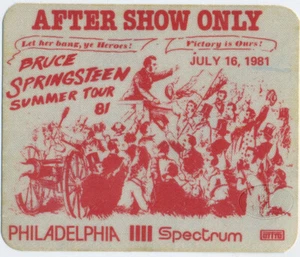 AFTER SHOW ONLY
Let her bang, ye Heroes!
Victory is Ours!
BRUCE SPRINGSTEEN
SUMMER TOUR 81
JULY 16, 1981
PHILADELPHIA Spectrum
OTTO